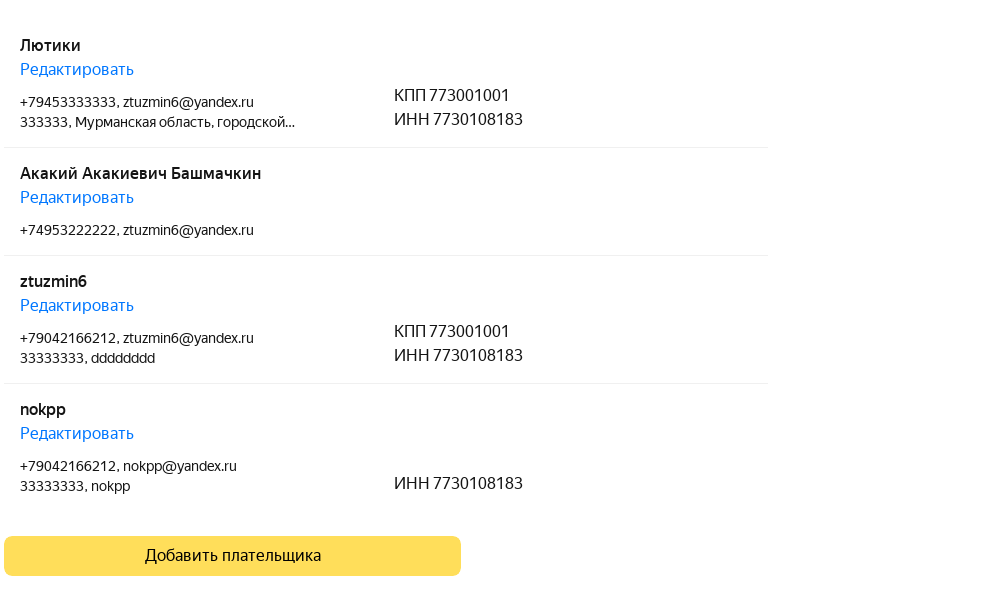 Лютики
Редактировать
+79453333333, ztuzmin6@yandex.ru
333333, Мурманская область, городской...
КПП 773001001
ИНН 7730108183
Акакий Акакиевич Башмачкин
Редактировать
+74953222222, ztuzmin6@yandex.ru
ztuzmin6
Редактировать
+79042166212, ztuzmin6@yandex.ru
33333333, dddddddd
КПП 773001001
ИНН 7730108183
nokpp
Редактировать
+79042166212, nokpp@yandex.ru
33333333, nokpp
ИНН 7730108183
Добавить плательщика